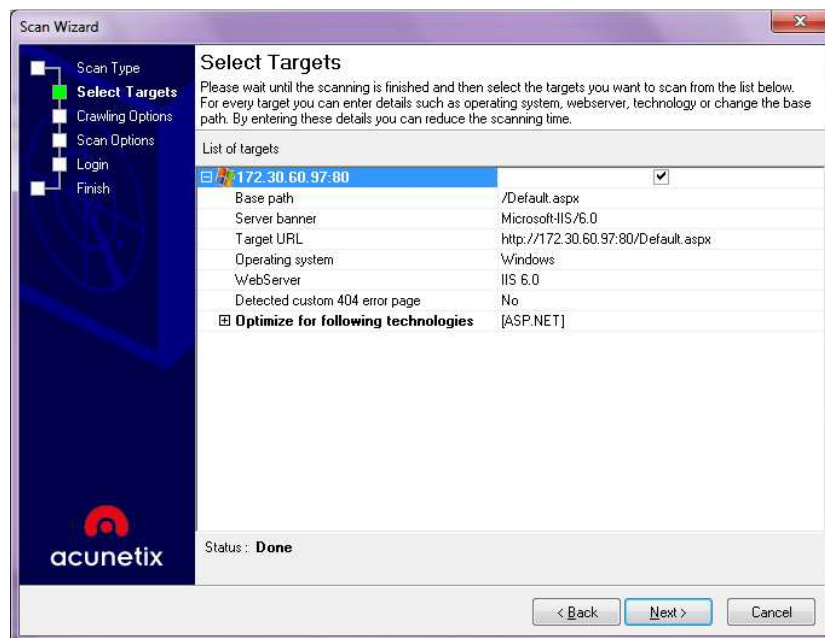 Scan Wizard
Scan Type
Select Targets
Crawling Options
Scan Options
Login
Finish
acunetix
Select Targets
Please wait until the scanning is finished and then select the targets you want to scan from the list below.
For every target you can enter details such as operating system, webserver, technology or change the base
path. By entering these details you can reduce the scanning time.
List of targets
172.30.60.97:80
Base path /Default.aspx
Server banner Microsoft-IIS/6.0
Target URL http://172.30.60.97:80/Default.aspx
Operating system Windows
WebServer IIS 6.0
Detected custom 404 error page No
Optimize for following technologies [ASP.NET]
Status : Done
< Back Next > Cancel